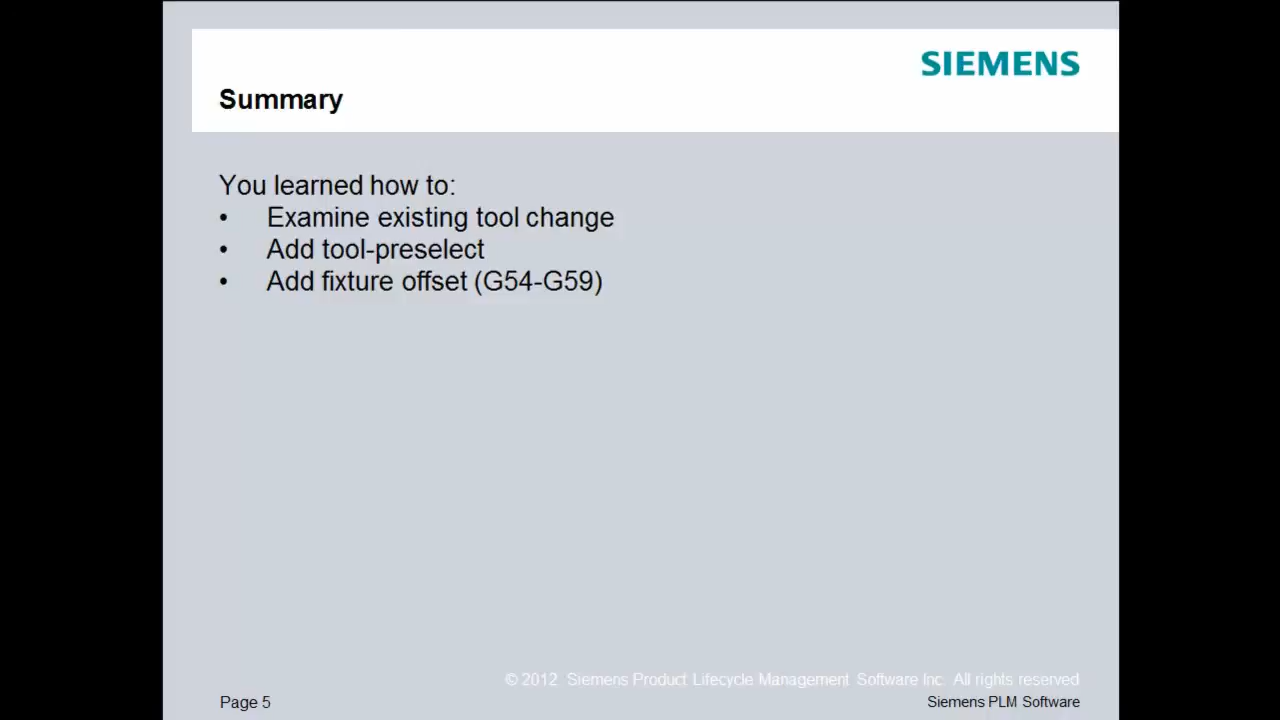 SIEMENS
Summary
You learned how to:
• Examine existing tool change
• Add tool-preselect
• Add fixture offset (G54-G59)
© 2012 Siemens Product Lifecycle Management Software Inc. All rights reserved
Page 5
Siemens PLM Software